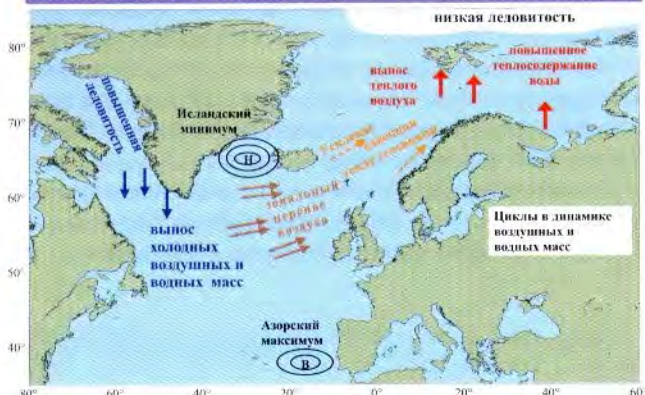 низкая ледовитость
80°
70°
60°
50°
40°
повышенная
ледовитость
Исландский
минимум
Н
вынос
теплого
воздуха
повышенное
теплосодержание
воды
Усиление
зональный
перенос
воздуха
вынос
холодных
воздушных и
водных масс
Циклы в динамике
воздушных и
водных масс
Азорский
максимум
В
80°
60°
40°
20°
0°
20°
40°
60°